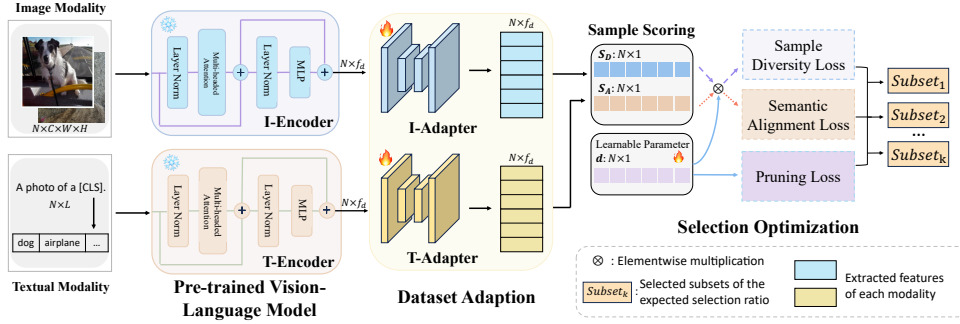 Image Modality
N×C×W×H
A photo of a [CLS].
N×L
dog airplane ...
Textual Modality
Layer Norm
Multi-headed Attention
Layer Norm
MLP
I-Encoder
N×f_d
Layer Norm
Multi-headed Attention
Layer Norm
MLP
T-Encoder
N×f_d
Pre-trained Vision-
Language Model
N×f_d
I-Adapter
N×f_d
T-Adapter
Dataset Adaption
Sample Scoring
S_D: N×1
S_A: N×1
Learnable Parameter
d: N×1
Sample
Diversity Loss
Semantic
Alignment Loss
Pruning Loss
Subset_1
Subset_2
...
Subset_k
Selection Optimization
⊗ : Elementwise multiplication
Subset_k : Selected subsets of the
expected selection ratio
Extracted features
of each modality